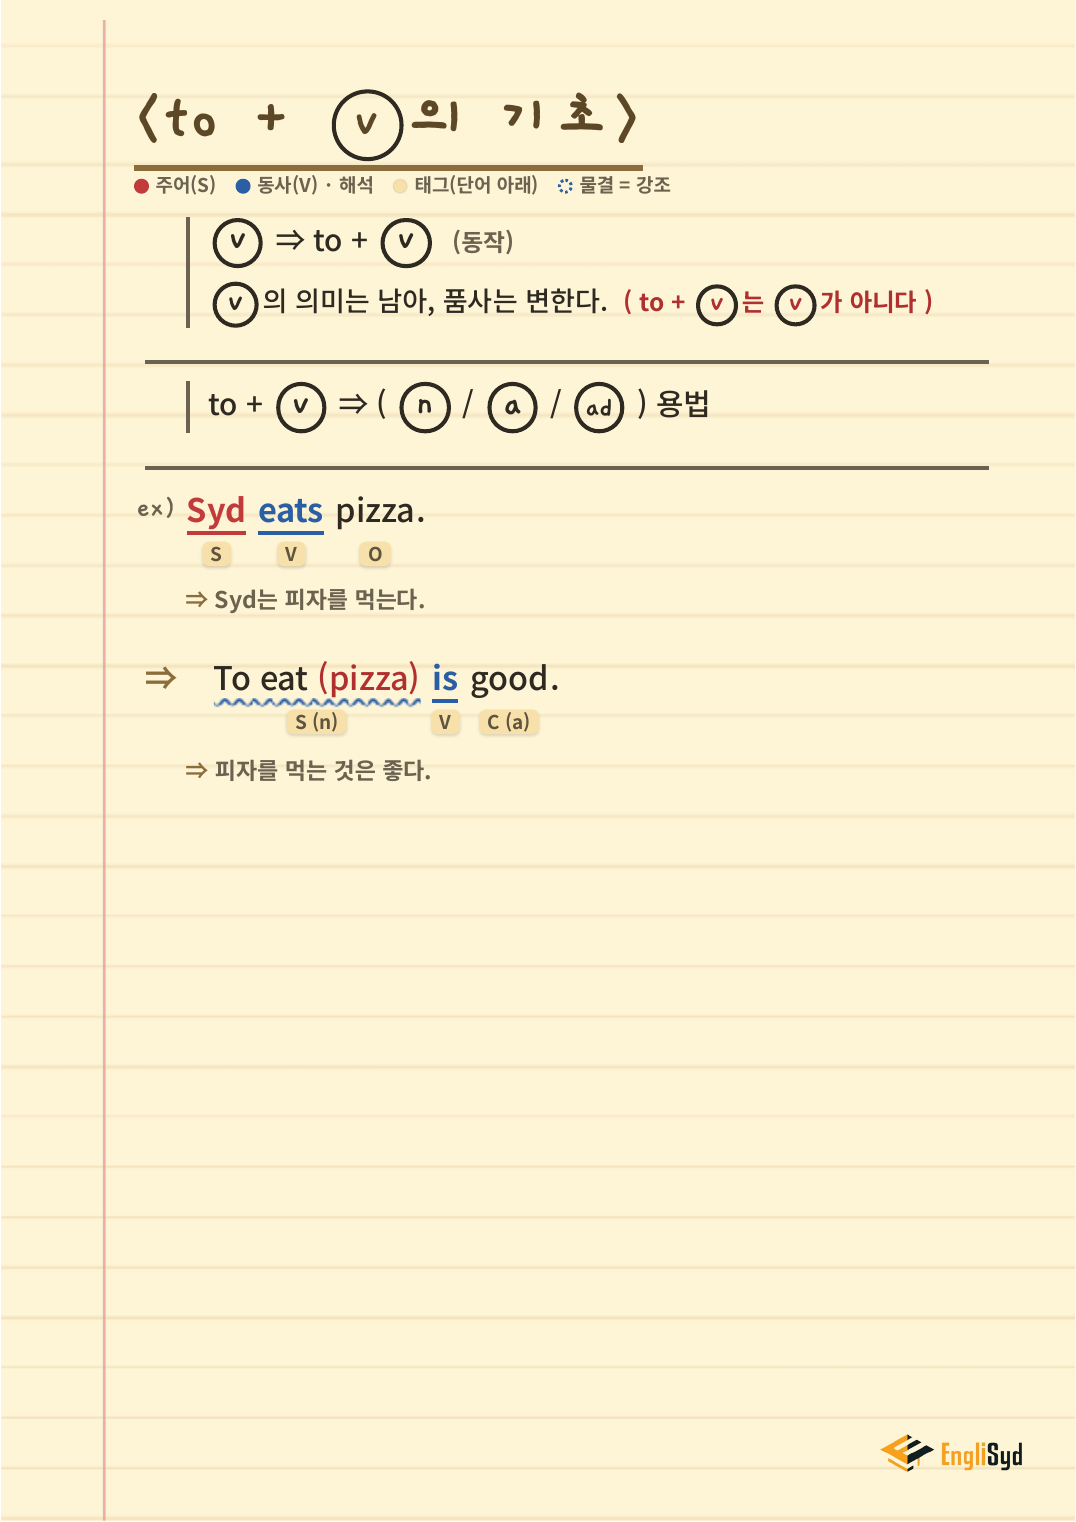 <to + v의 기초>
주어(S) 동사(V) · 해석 태그(단어 아래) 물결 = 강조
v ⇒ to + v (동작)
v의 의미는 남아, 품사는 변한다. ( to + v는 v가 아니다 )
to + v ⇒ ( n / a / ad ) 용법
ex) Syd eats pizza.
S V O
⇒ Syd는 피자를 먹는다.
⇒ To eat (pizza) is good.
S (n) V C (a)
⇒ 피자를 먹는 것은 좋다.
EngliSyd